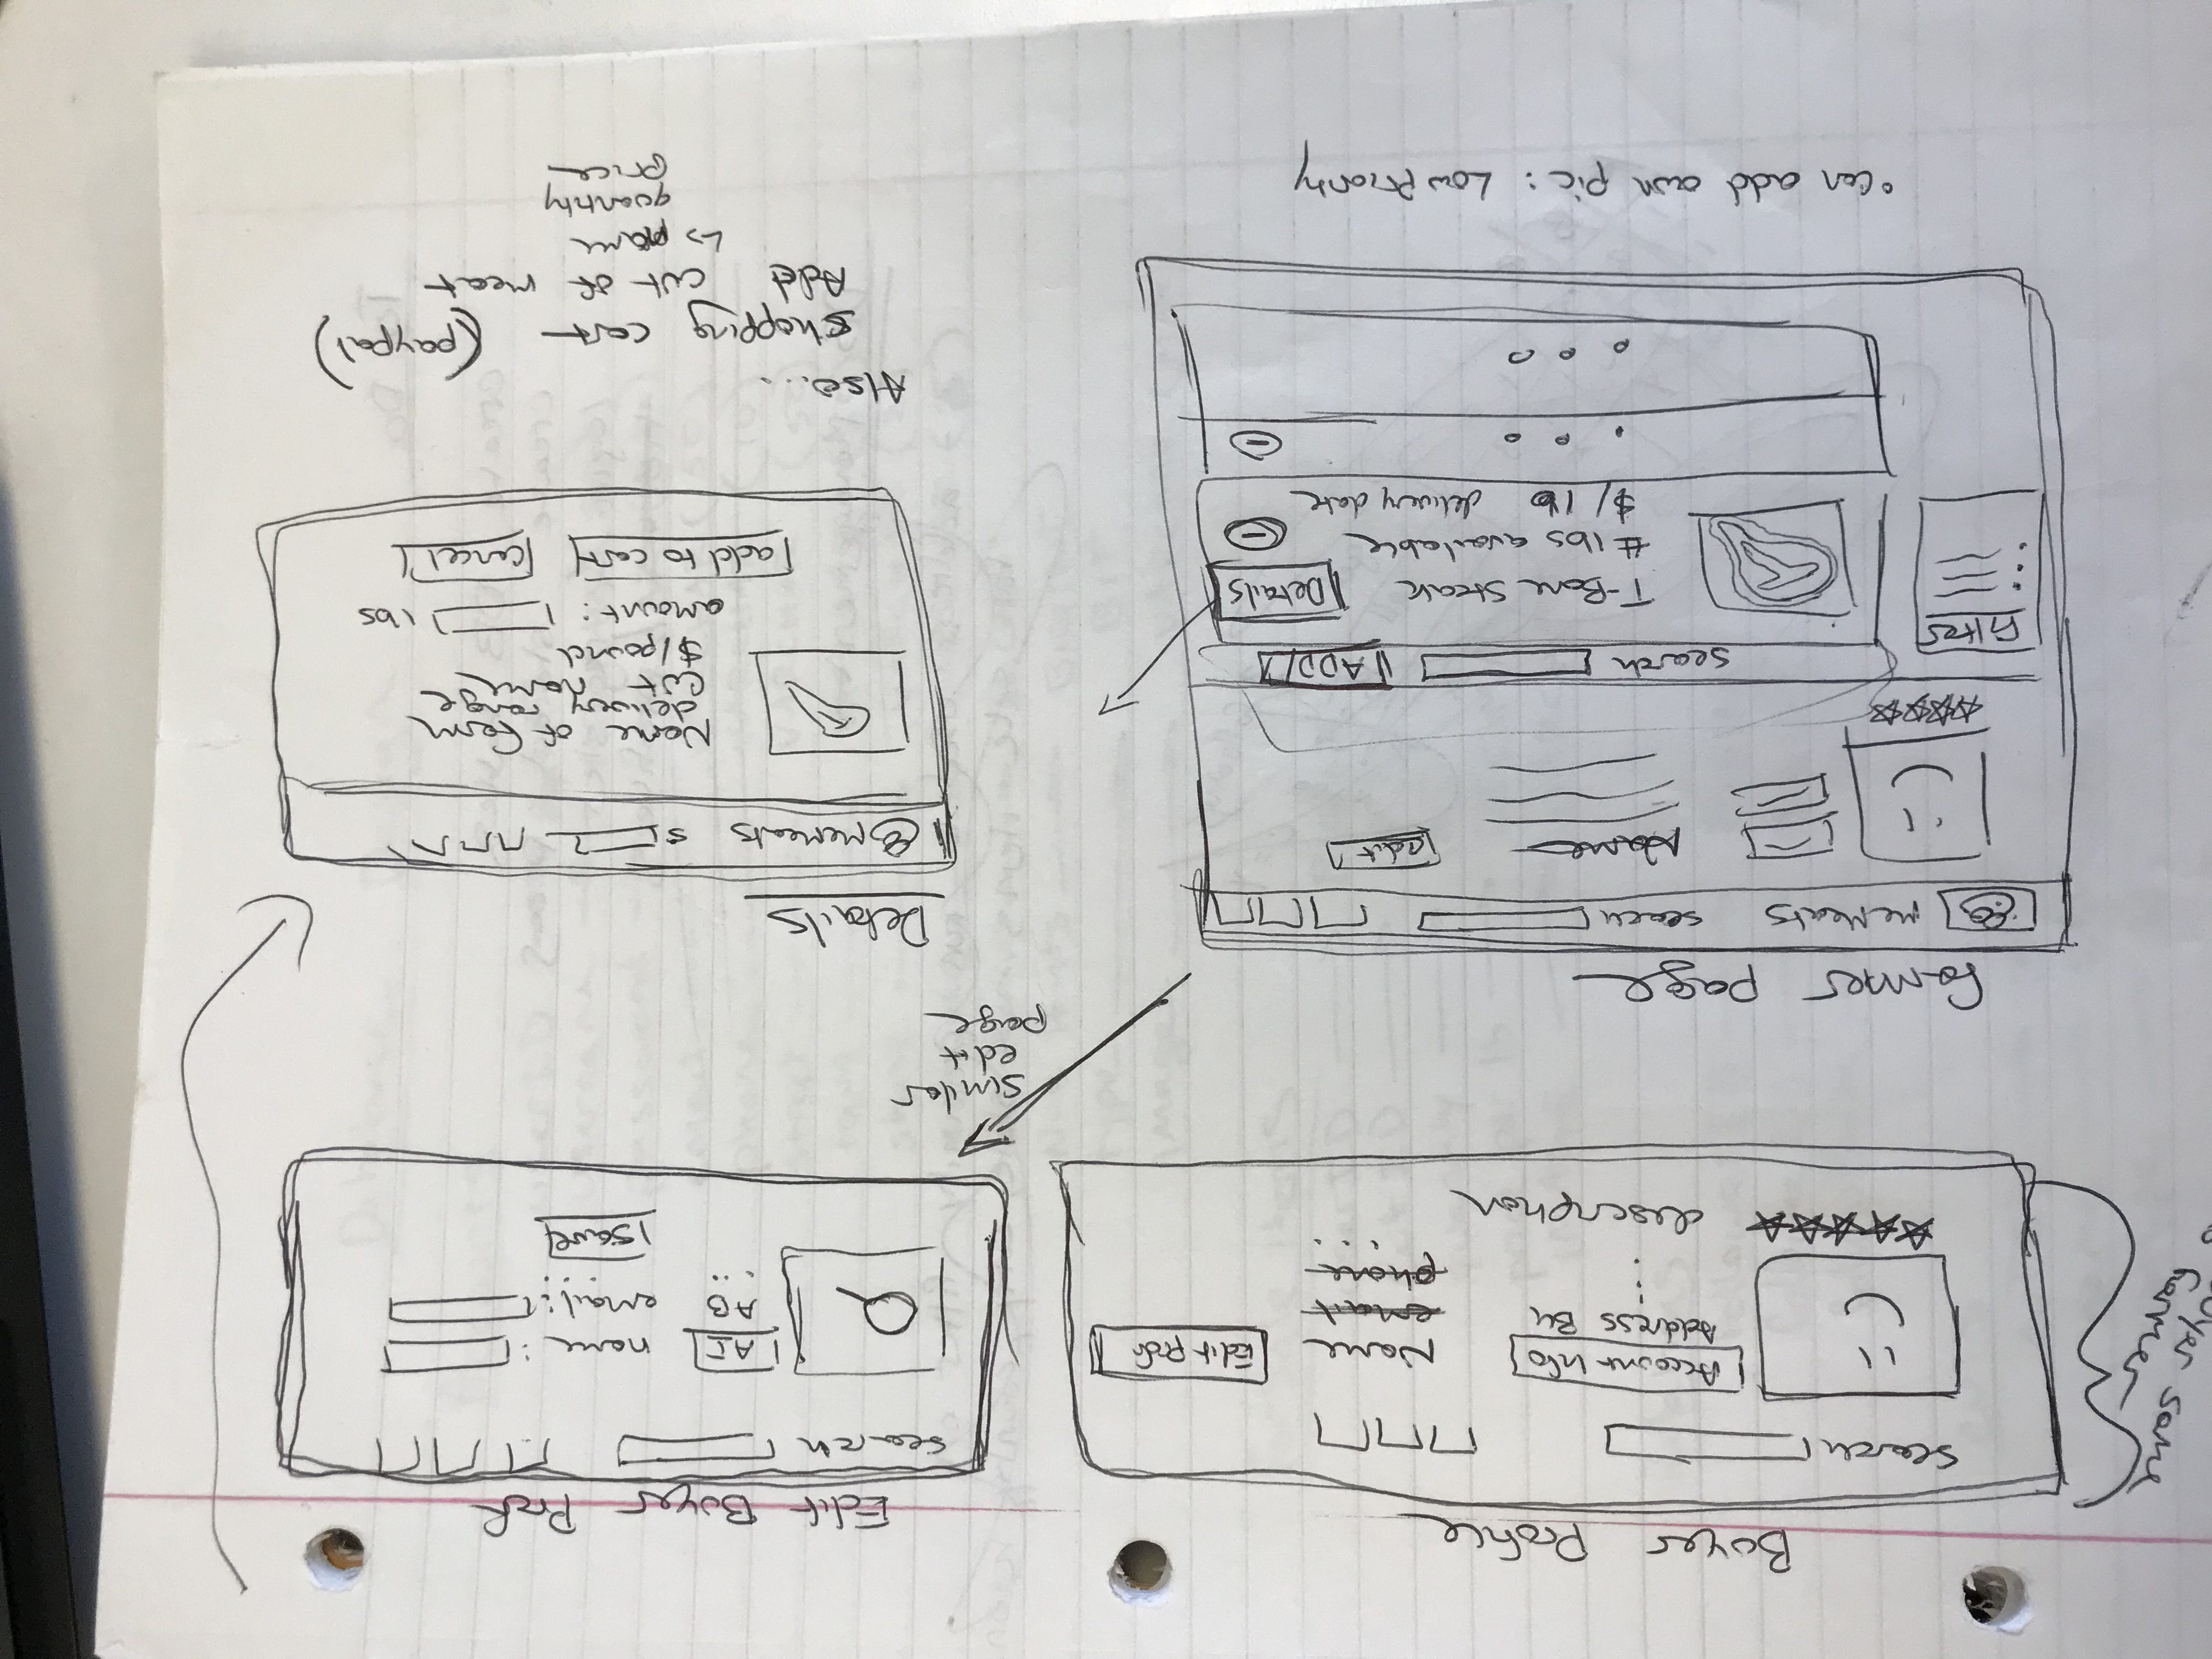 Buyer Profile
search
Account Info
Address Bk
Name
email
phone
...
Edit Prof
description
buyer same
farmer
Edit Buyer Prof
search
AI
AB
...
name:
email:
...
save
similar
edit
page
farmer page
MeMeats search
Name
edit
search ADD
Filter
T-Bone Steak
# lbs available
$/lb delivery date
Details
• can add own pic: Low Priority
Details
MeMeats s
Name of Farm
delivery range
cut name
$/pound
amount: lbs
add to cart cancel
Also...
shopping cart (paypal)
Add cut of meat
↳ name
quantity
price